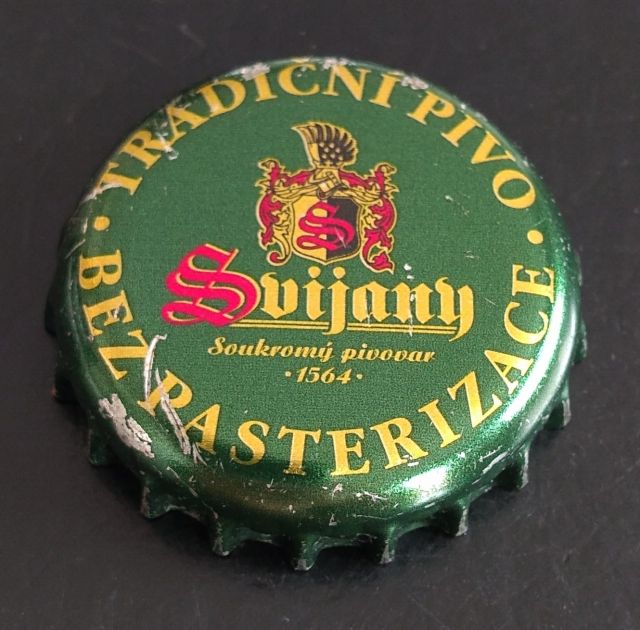 TRADIČNÍ PIVO
S
Svijany
Soukromý pivovar
·1564·
· BEZ PASTERIZACE ·